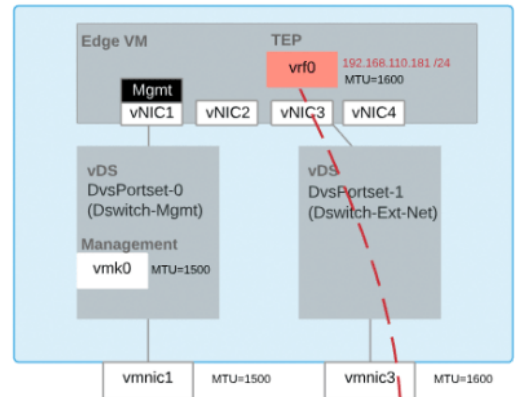 Edge VM
TEP
vrf0
192.168.110.181 /24
MTU=1600
Mgmt
vNIC1
vNIC2
vNIC3
vNIC4
vDS
DvsPortset-0
(Dswitch-Mgmt)
vDS
DvsPortset-1
(Dswitch-Ext-Net)
Management
vmk0
MTU=1500
vmnic1
MTU=1500
vmnic3
MTU=1600